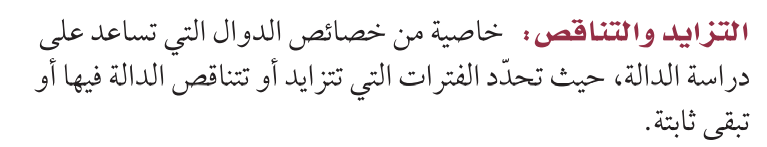 التزايد والتناقص: خاصية من خصائص الدوال التي تساعد على
دراسة الدالة، حيث تحدّد الفترات التي تتزايد أو تتناقص الدالة فيها أو
تبقى ثابتة.